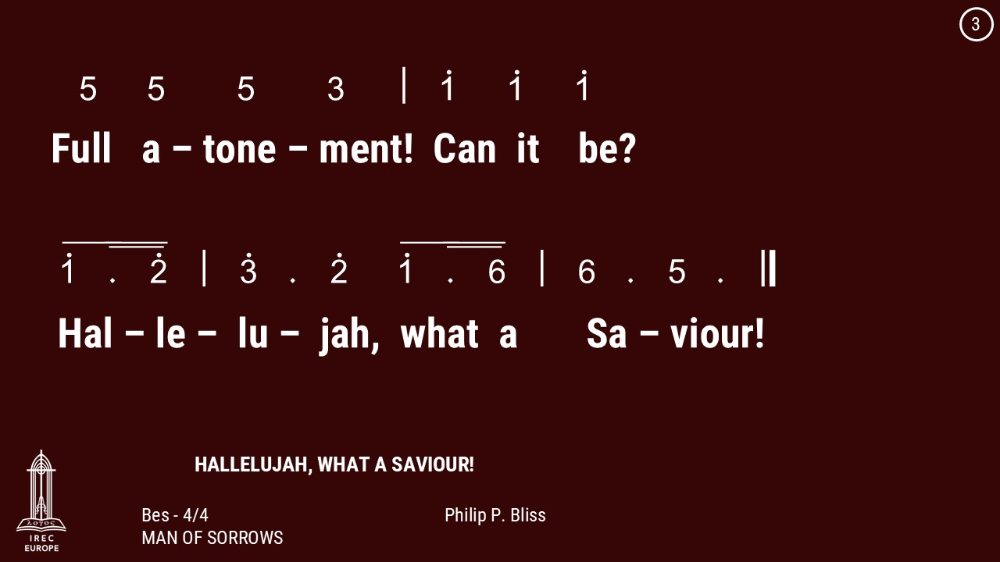 3
5 5 5 3 | 1̇ 1̇ 1̇
Full a – tone – ment! Can it be?
1̇ . 2̇ | 3̇ . 2̇ 1̇ . 6 | 6 . 5 . ‖
Hal – le – lu – jah, what a Sa – viour!
HALLELUJAH, WHAT A SAVIOUR!
Bes - 4/4 Philip P. Bliss
MAN OF SORROWS
λογος
IREC
EUROPE